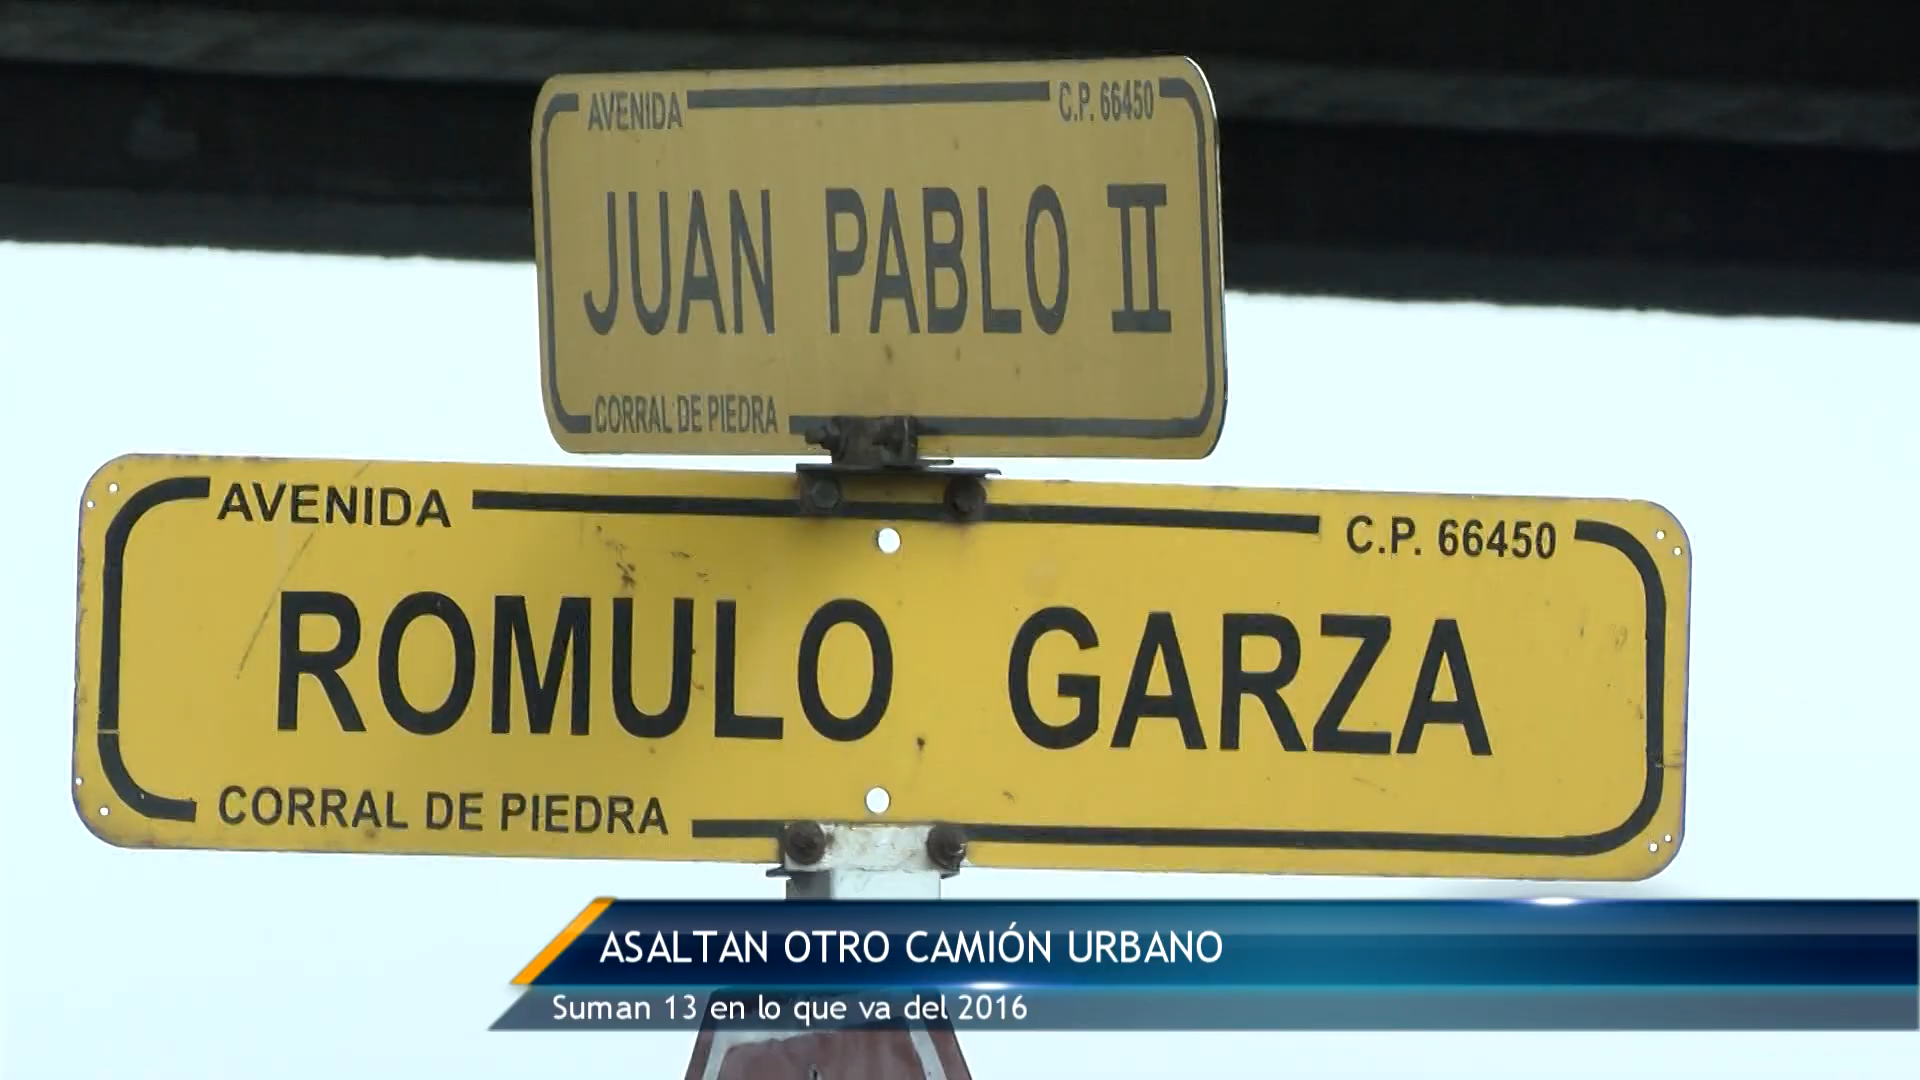 AVENIDA C.P. 66450
JUAN PABLO II
CORRAL DE PIEDRA
AVENIDA C.P. 66450
ROMULO GARZA
CORRAL DE PIEDRA
ASALTAN OTRO CAMIÓN URBANO
Suman 13 en lo que va del 2016